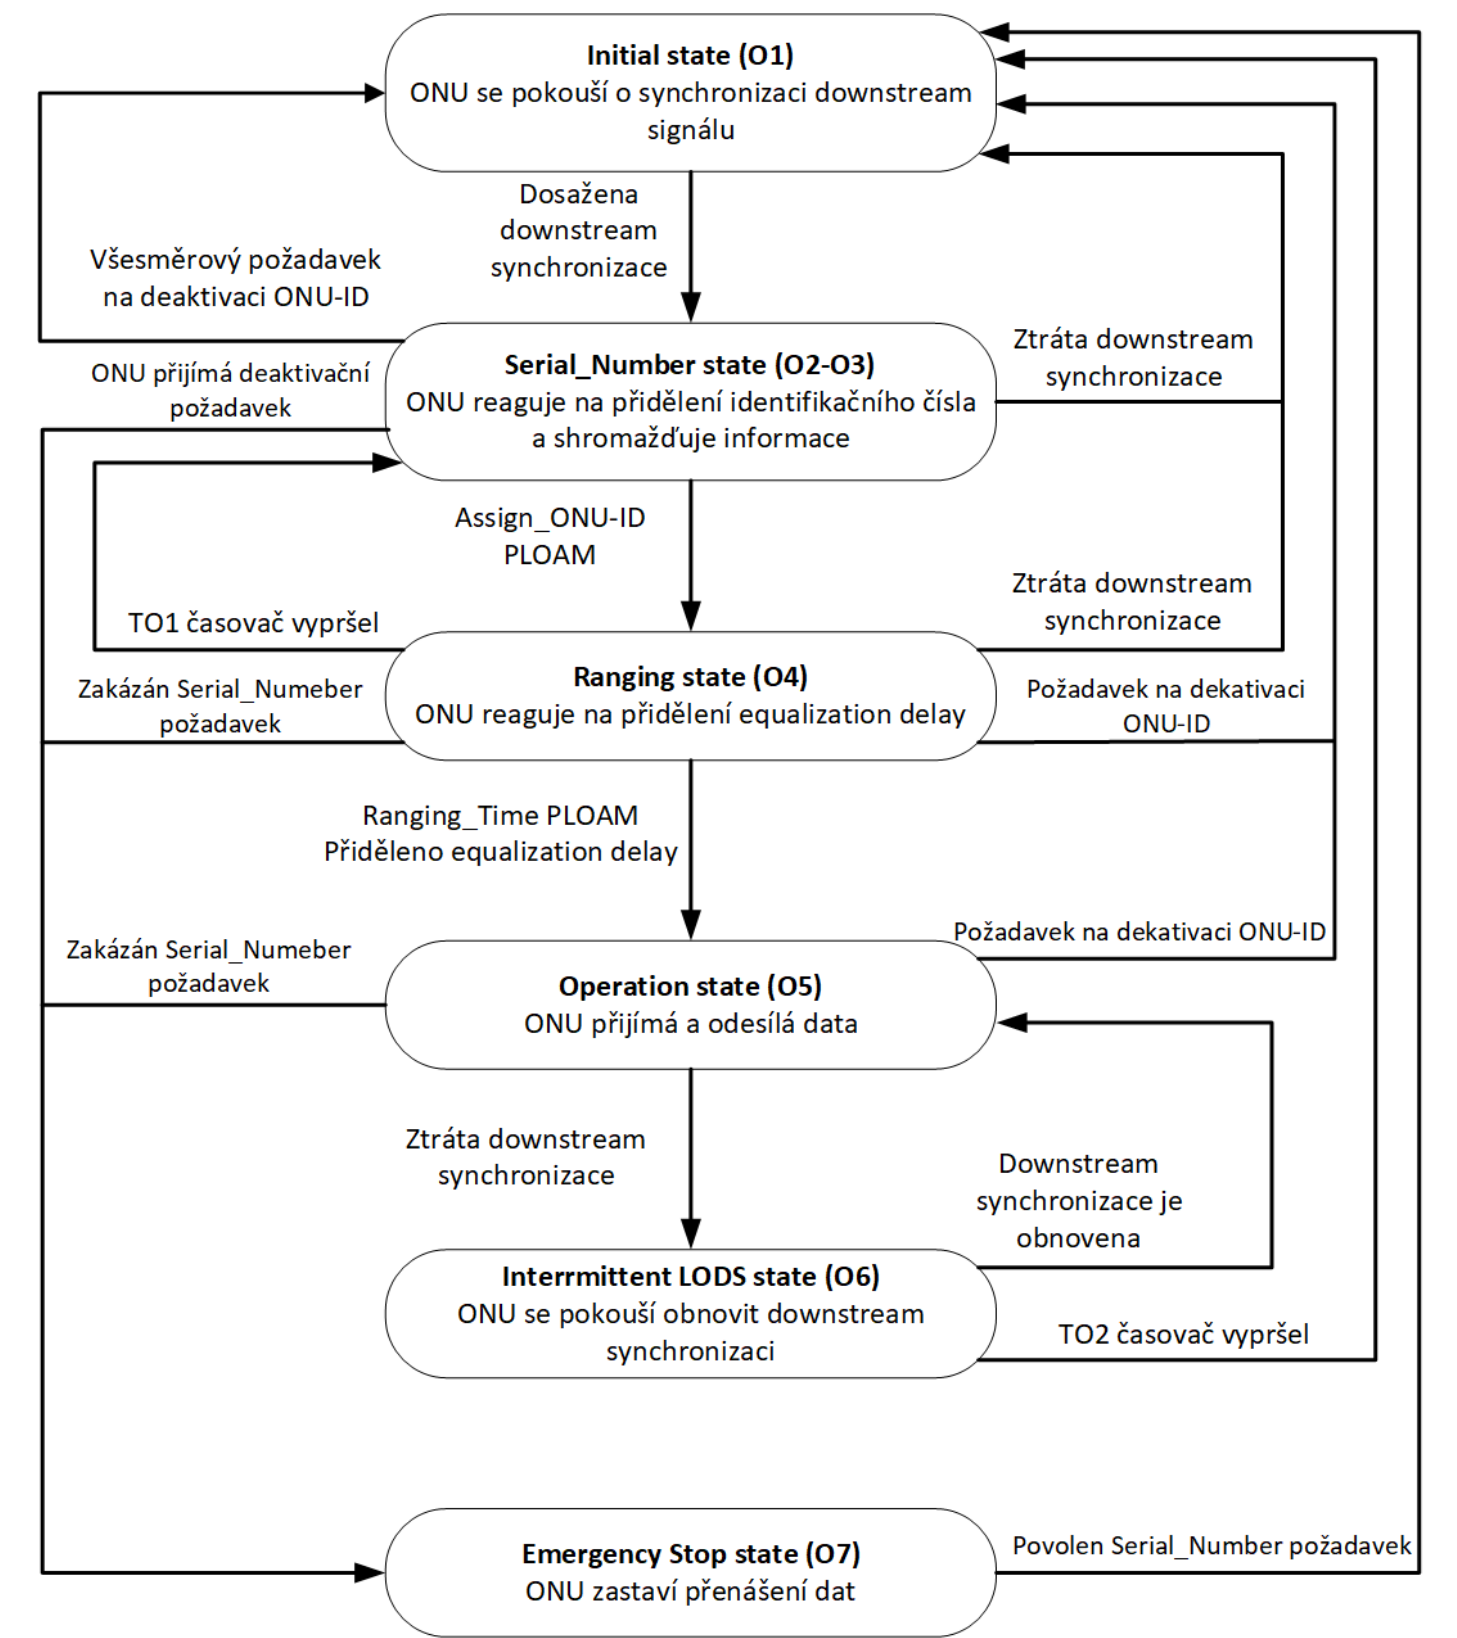 Initial state (O1)
ONU se pokouší o synchronizaci downstream
signálu
Dosažena
downstream
synchronizace
Všesměrový požadavek
na deaktivaci ONU-ID
Ztráta downstream
synchronizace
Serial_Number state (O2-O3)
ONU reaguje na přidělení identifikačního čísla
a shromažďuje informace
ONU přijímá deaktivační
požadavek
Assign_ONU-ID
PLOAM
Ztráta downstream
synchronizace
TO1 časovač vypršel
Ranging state (O4)
ONU reaguje na přidělení equalization delay
Zakázán Serial_Numeber
požadavek
Požadavek na dekativaci
ONU-ID
Ranging_Time PLOAM
Přiděleno equalization delay
Požadavek na dekativaci ONU-ID
Zakázán Serial_Numeber
požadavek
Operation state (O5)
ONU přijímá a odesílá data
Ztráta downstream
synchronizace
Downstream
synchronizace je
obnovena
Interrmittent LODS state (O6)
ONU se pokouší obnovit downstream
synchronizaci
TO2 časovač vypršel
Emergency Stop state (O7)
ONU zastaví přenášení dat
Povolen Serial_Number požadavek